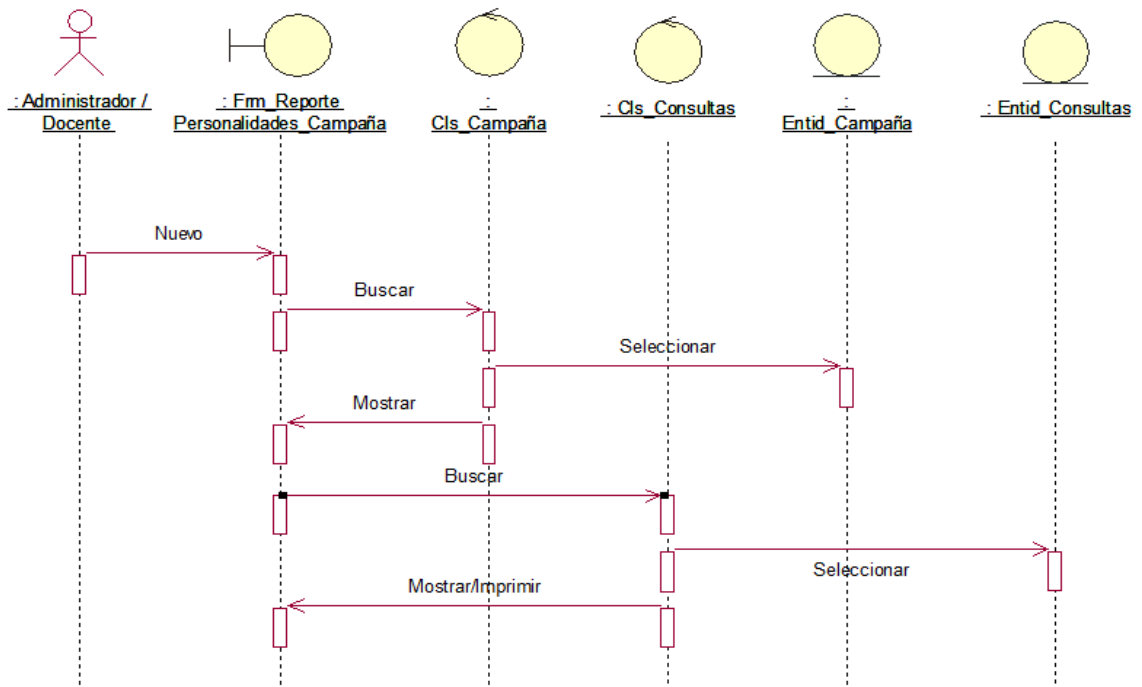 _: Administrador /
Docente
_: Frm_Reporte
Personalidades_Campaña
_:
Cls_Campaña
_: Cls_Consultas
_:
Entid_Campaña
_: Entid_Consultas
Nuevo
Buscar
Seleccionar
Mostrar
Buscar
Seleccionar
Mostrar/Imprimir